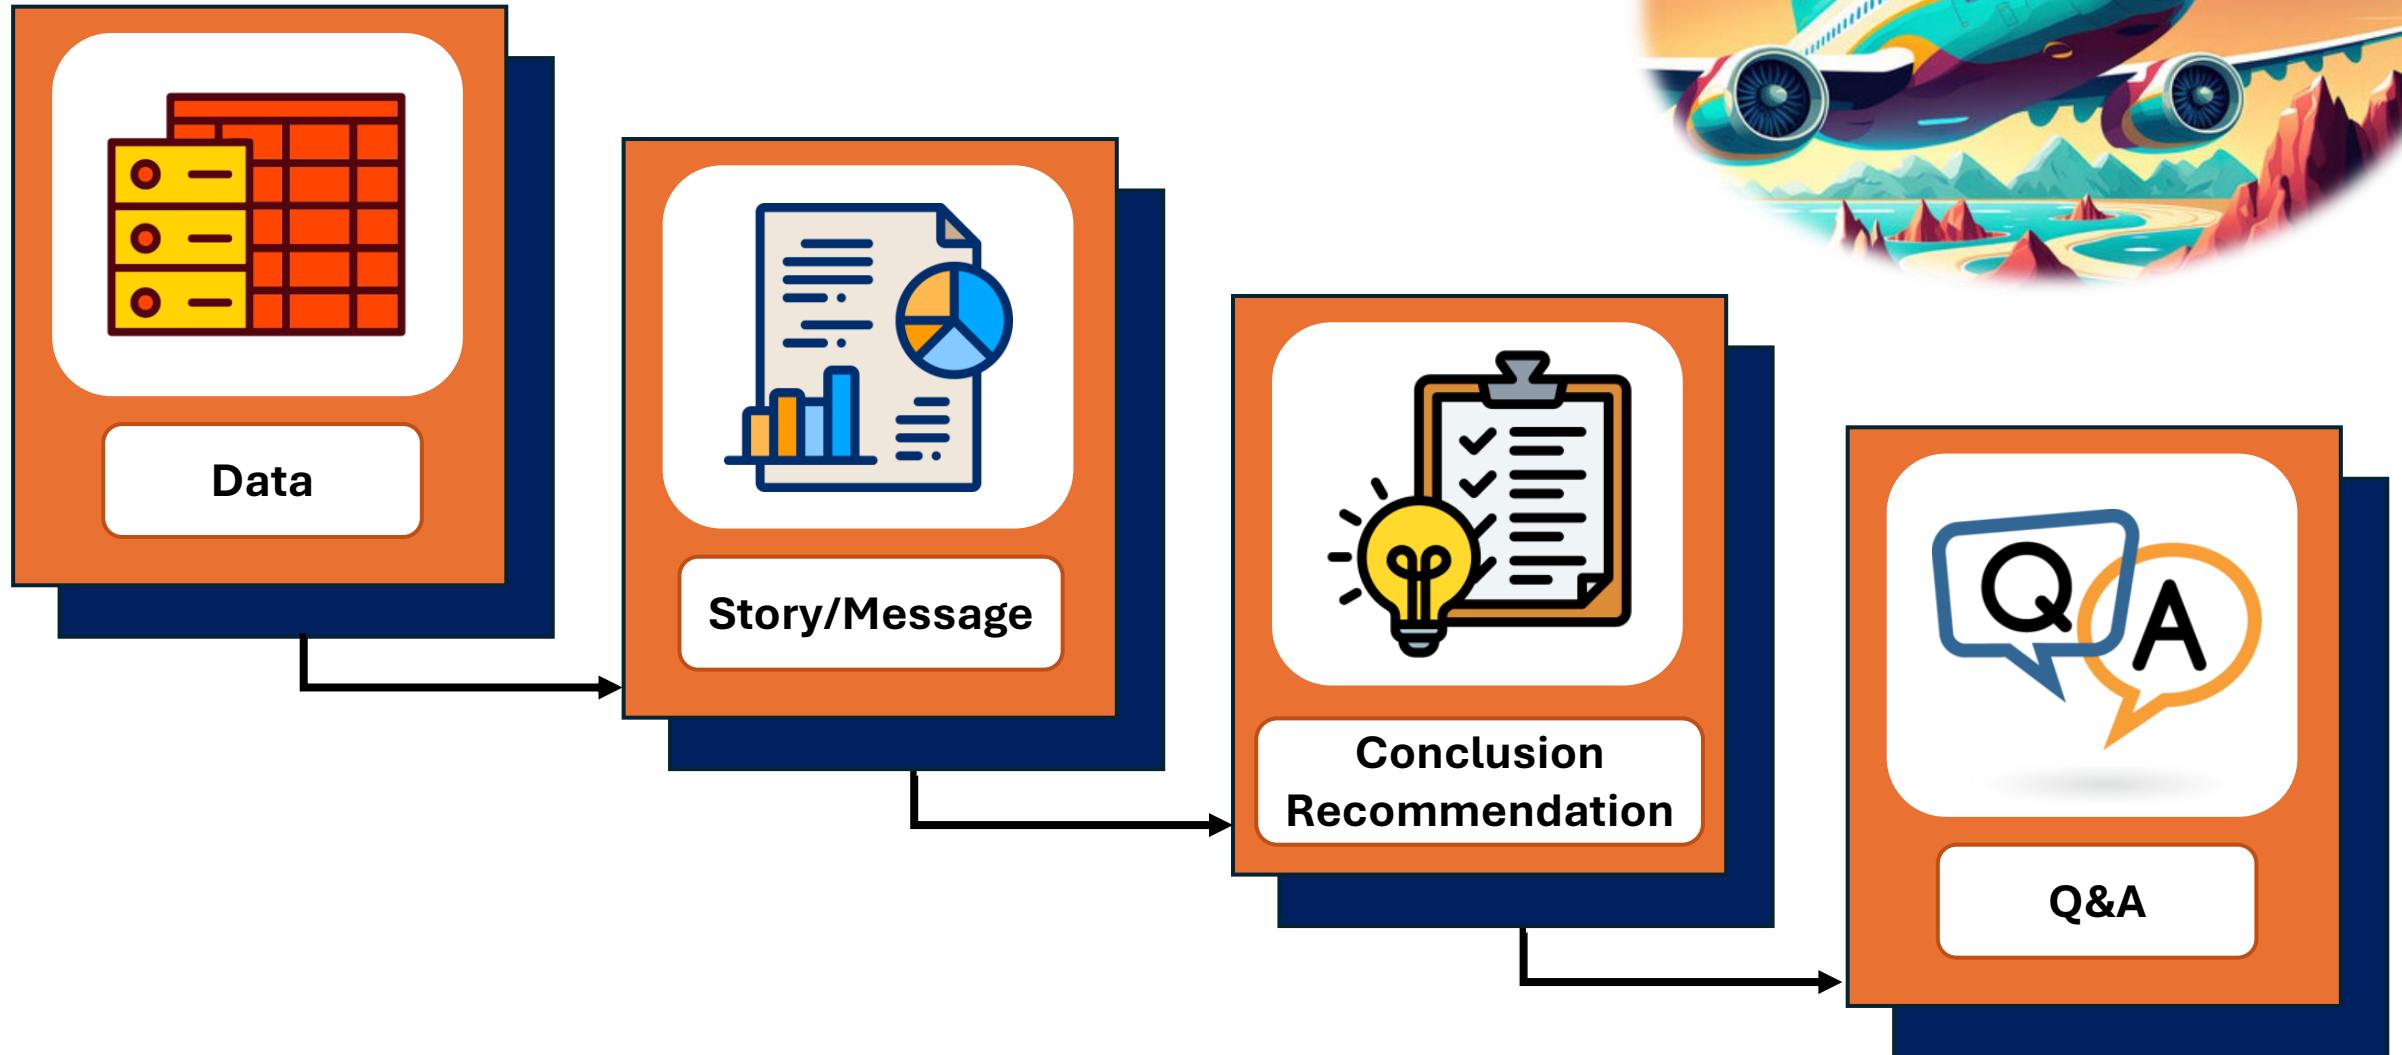 Data
Story/Message
Conclusion
Recommendation
Q
A
Q&A